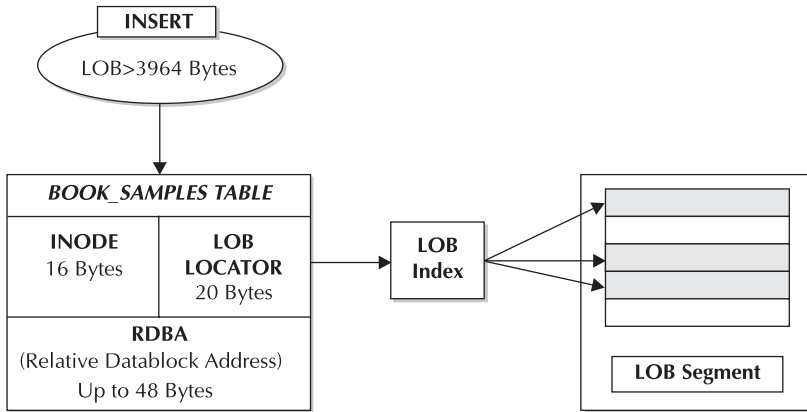 INSERT
LOB>3964 Bytes
BOOK_SAMPLES TABLE
INODE
16 Bytes
LOB
LOCATOR
20 Bytes
RDBA
(Relative Datablock Address)
Up to 48 Bytes
LOB
Index
LOB Segment